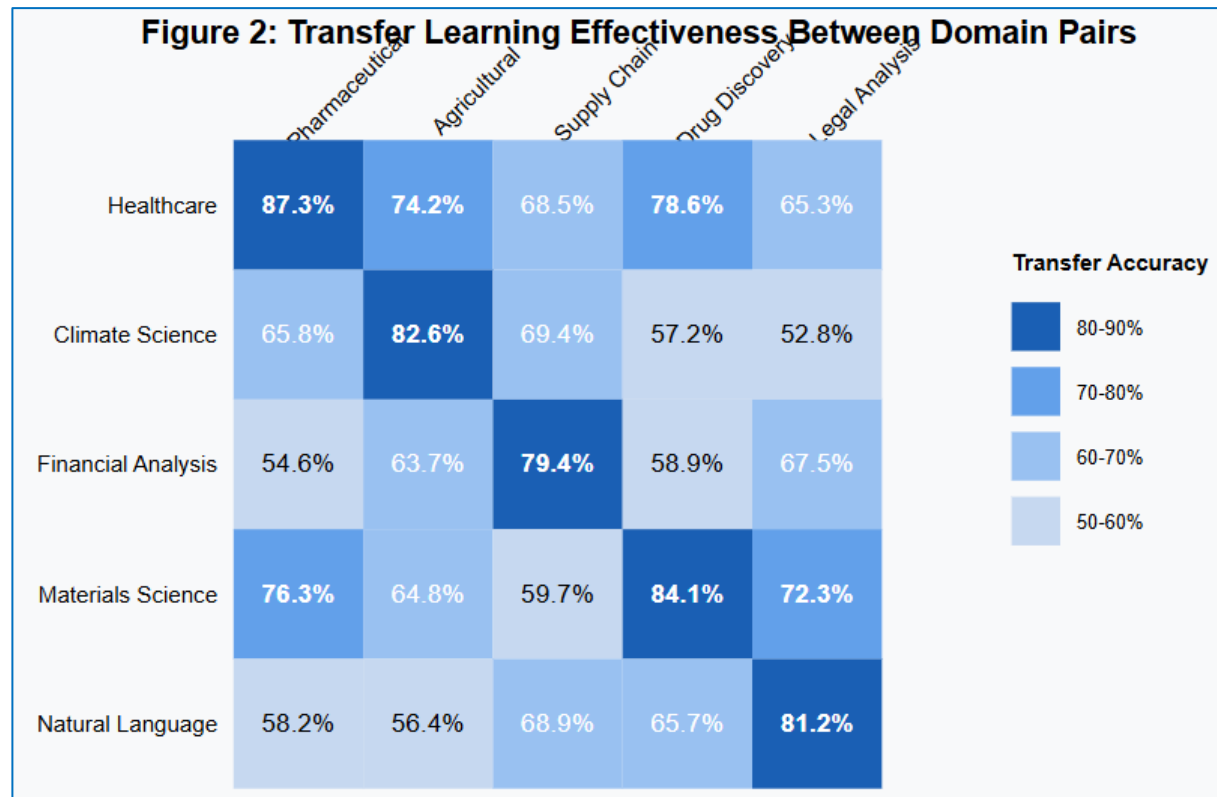 Figure 2: Transfer Learning Effectiveness Between Domain Pairs
Pharmaceutical
Agricultural
Supply Chain
Drug Discovery
Legal Analysis
Healthcare 87.3% 74.2% 68.5% 78.6% 65.3%
Climate Science 65.8% 82.6% 69.4% 57.2% 52.8%
Financial Analysis 54.6% 63.7% 79.4% 58.9% 67.5%
Materials Science 76.3% 64.8% 59.7% 84.1% 72.3%
Natural Language 58.2% 56.4% 68.9% 65.7% 81.2%
Transfer Accuracy
80-90%
70-80%
60-70%
50-60%